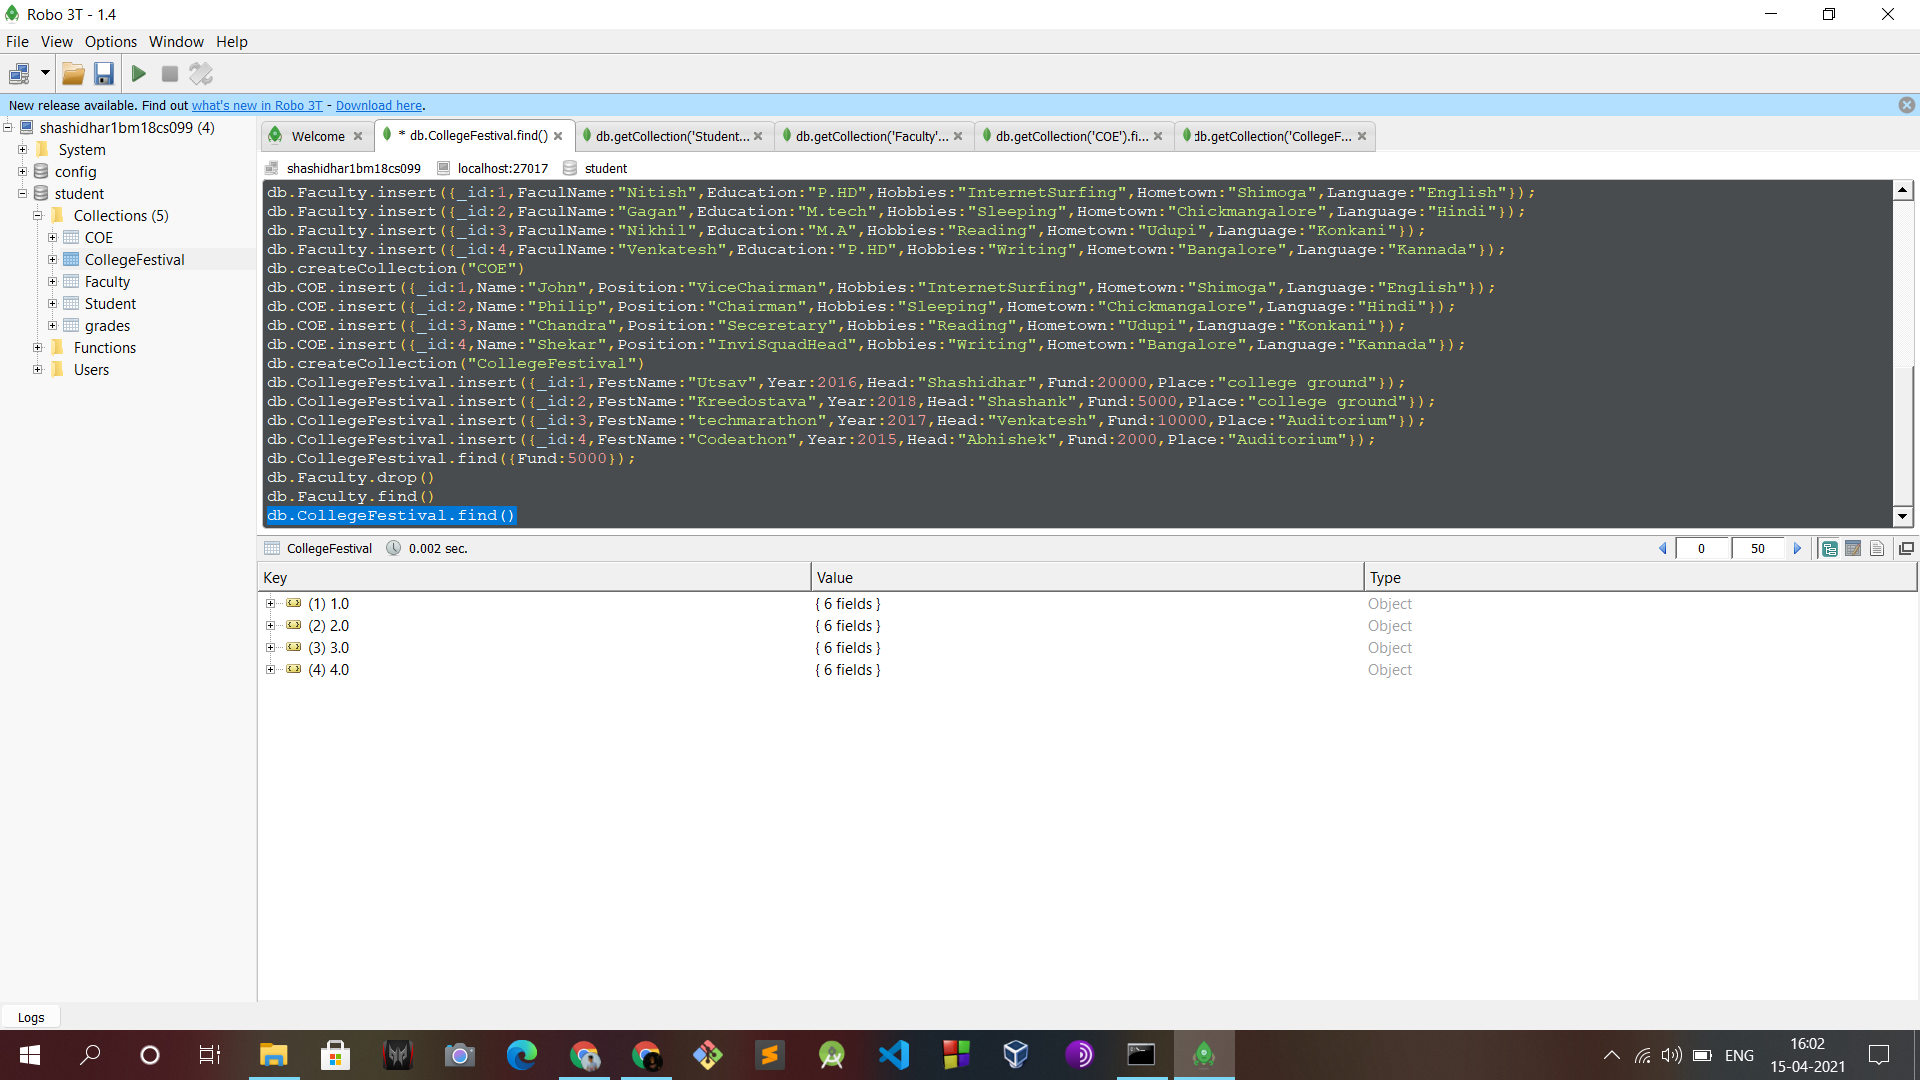 Robo 3T - 1.4
File View Options Window Help
New release available. Find out what's new in Robo 3T - Download here.
shashidhar1bm18cs099 (4)
System
config
student
Collections (5)
COE
CollegeFestival
Faculty
Student
grades
Functions
Users
Welcome
* db.CollegeFestival.find()
db.getCollection('Student...
db.getCollection('Faculty'...
db.getCollection('COE').fi...
db.getCollection('CollegeF...
shashidhar1bm18cs099 localhost:27017 student
db.Faculty.insert({_id:1,FaculName:"Nitish",Education:"P.HD",Hobbies:"InternetSurfing",Hometown:"Shimoga",Language:"English"});
db.Faculty.insert({_id:2,FaculName:"Gagan",Education:"M.tech",Hobbies:"Sleeping",Hometown:"Chickmangalore",Language:"Hindi"});
db.Faculty.insert({_id:3,FaculName:"Nikhil",Education:"M.A",Hobbies:"Reading",Hometown:"Udupi",Language:"Konkani"});
db.Faculty.insert({_id:4,FaculName:"Venkatesh",Education:"P.HD",Hobbies:"Writing",Hometown:"Bangalore",Language:"Kannada"});
db.createCollection("COE")
db.COE.insert({_id:1,Name:"John",Position:"ViceChairman",Hobbies:"InternetSurfing",Hometown:"Shimoga",Language:"English"});
db.COE.insert({_id:2,Name:"Philip",Position:"Chairman",Hobbies:"Sleeping",Hometown:"Chickmangalore",Language:"Hindi"});
db.COE.insert({_id:3,Name:"Chandra",Position:"Seceretary",Hobbies:"Reading",Hometown:"Udupi",Language:"Konkani"});
db.COE.insert({_id:4,Name:"Shekar",Position:"InviSquadHead",Hobbies:"Writing",Hometown:"Bangalore",Language:"Kannada"});
db.createCollection("CollegeFestival")
db.CollegeFestival.insert({_id:1,FestName:"Utsav",Year:2016,Head:"Shashidhar",Fund:20000,Place:"college ground"});
db.CollegeFestival.insert({_id:2,FestName:"Kreedostava",Year:2018,Head:"Shashank",Fund:5000,Place:"college ground"});
db.CollegeFestival.insert({_id:3,FestName:"techmarathon",Year:2017,Head:"Venkatesh",Fund:10000,Place:"Auditorium"});
db.CollegeFestival.insert({_id:4,FestName:"Codeathon",Year:2015,Head:"Abhishek",Fund:2000,Place:"Auditorium"});
db.CollegeFestival.find({Fund:5000});
db.Faculty.drop()
db.Faculty.find()
db.CollegeFestival.find()
CollegeFestival 0.002 sec. 0 50
Key Value Type
(1) 1.0 { 6 fields } Object
(2) 2.0 { 6 fields } Object
(3) 3.0 { 6 fields } Object
(4) 4.0 { 6 fields } Object
Logs
ENG
16:02
15-04-2021